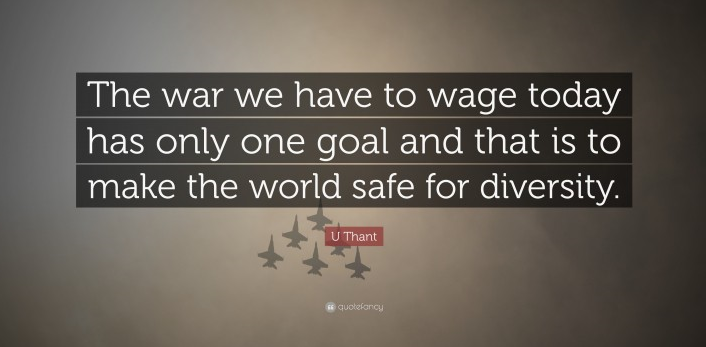 The war we have to wage today
has only one goal and that is to
make the world safe for diversity.
U Thant
quotefancy